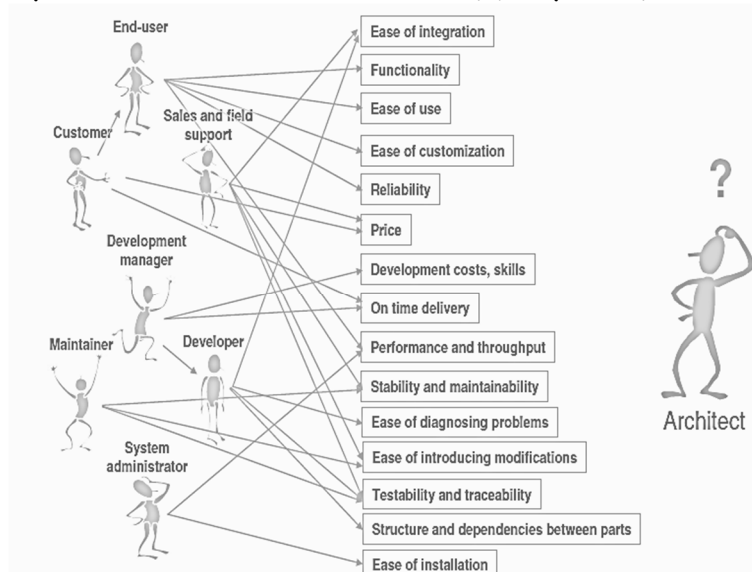 End-user
Sales and field
support
Customer
Development
manager
Maintainer
Developer
System
administrator
Ease of integration
Functionality
Ease of use
Ease of customization
Reliability
Price
Development costs, skills
On time delivery
Performance and throughput
Stability and maintainability
Ease of diagnosing problems
Ease of introducing modifications
Testability and traceability
Structure and dependencies between parts
Ease of installation
?
Architect